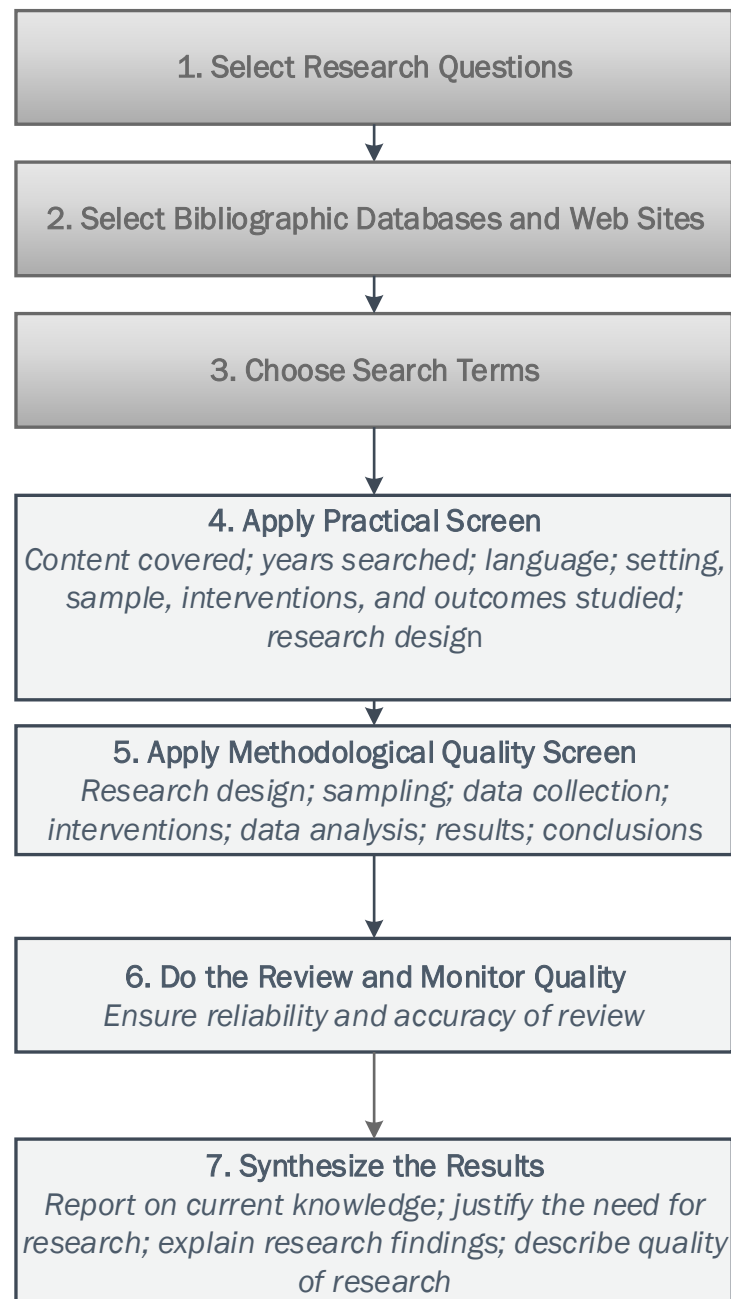 1. Select Research Questions
2. Select Bibliographic Databases and Web Sites
3. Choose Search Terms
4. Apply Practical Screen
Content covered; years searched; language; setting,
sample, interventions, and outcomes studied;
research design
5. Apply Methodological Quality Screen
Research design; sampling; data collection;
interventions; data analysis; results; conclusions
6. Do the Review and Monitor Quality
Ensure reliability and accuracy of review
7. Synthesize the Results
Report on current knowledge; justify the need for
research; explain research findings; describe quality
of research